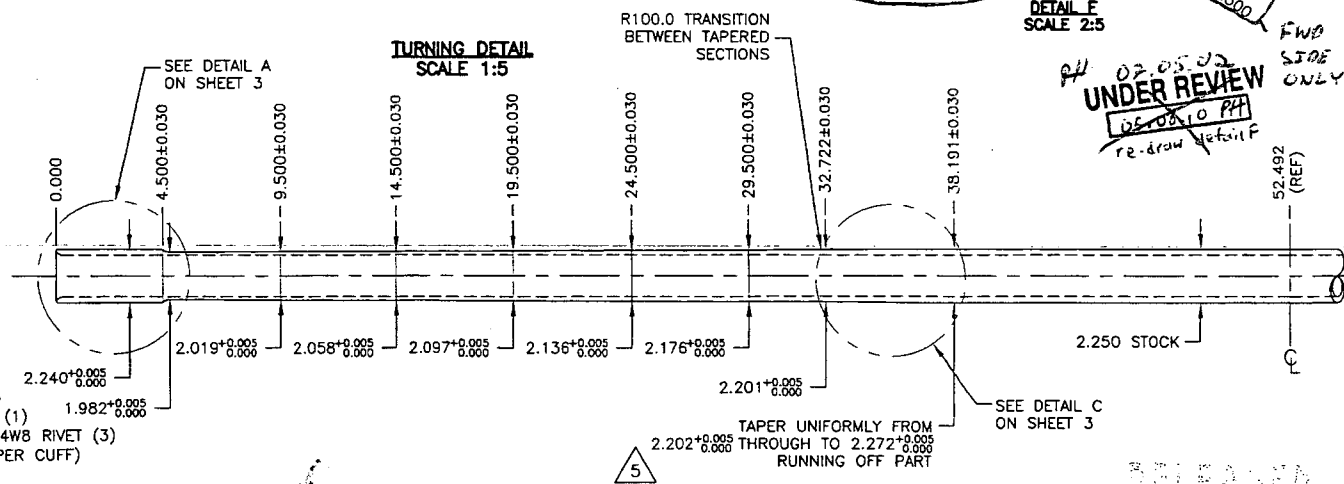 R100.0 TRANSITION
BETWEEN TAPERED
SECTIONS
DETAIL F
SCALE 2:5
FWD
SIDE
ONLY
TURNING DETAIL
SCALE 1:5
SEE DETAIL A
ON SHEET 3
PH 07.05.02
UNDER REVIEW
PH
re-draw detail F
0.000
4.500±0.030
9.500±0.030
14.500±0.030
19.500±0.030
24.500±0.030
29.500±0.030
32.722±0.030
38.191±0.030
52.492
(REF)
2.240+0.005 0.000
1.982+0.005 0.000
2.019+0.005 0.000
2.058+0.005 0.000
2.097+0.005 0.000
2.136+0.005 0.000
2.176+0.005 0.000
2.201+0.005 0.000
2.250 STOCK
SEE DETAIL C
ON SHEET 3
TAPER UNIFORMLY FROM
2.202+0.005 0.000 THROUGH TO 2.272+0.005 0.000
RUNNING OFF PART
(1)
4W8 RIVET (3)
PER CUFF)
5